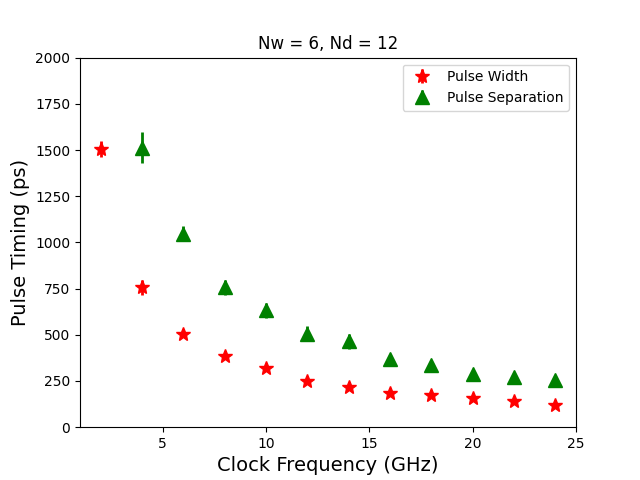 Nw = 6, Nd = 12
Pulse Width
Pulse Separation
Pulse Timing (ps)
2000
1750
1500
1250
1000
750
500
250
0
5
10
15
20
25
Clock Frequency (GHz)